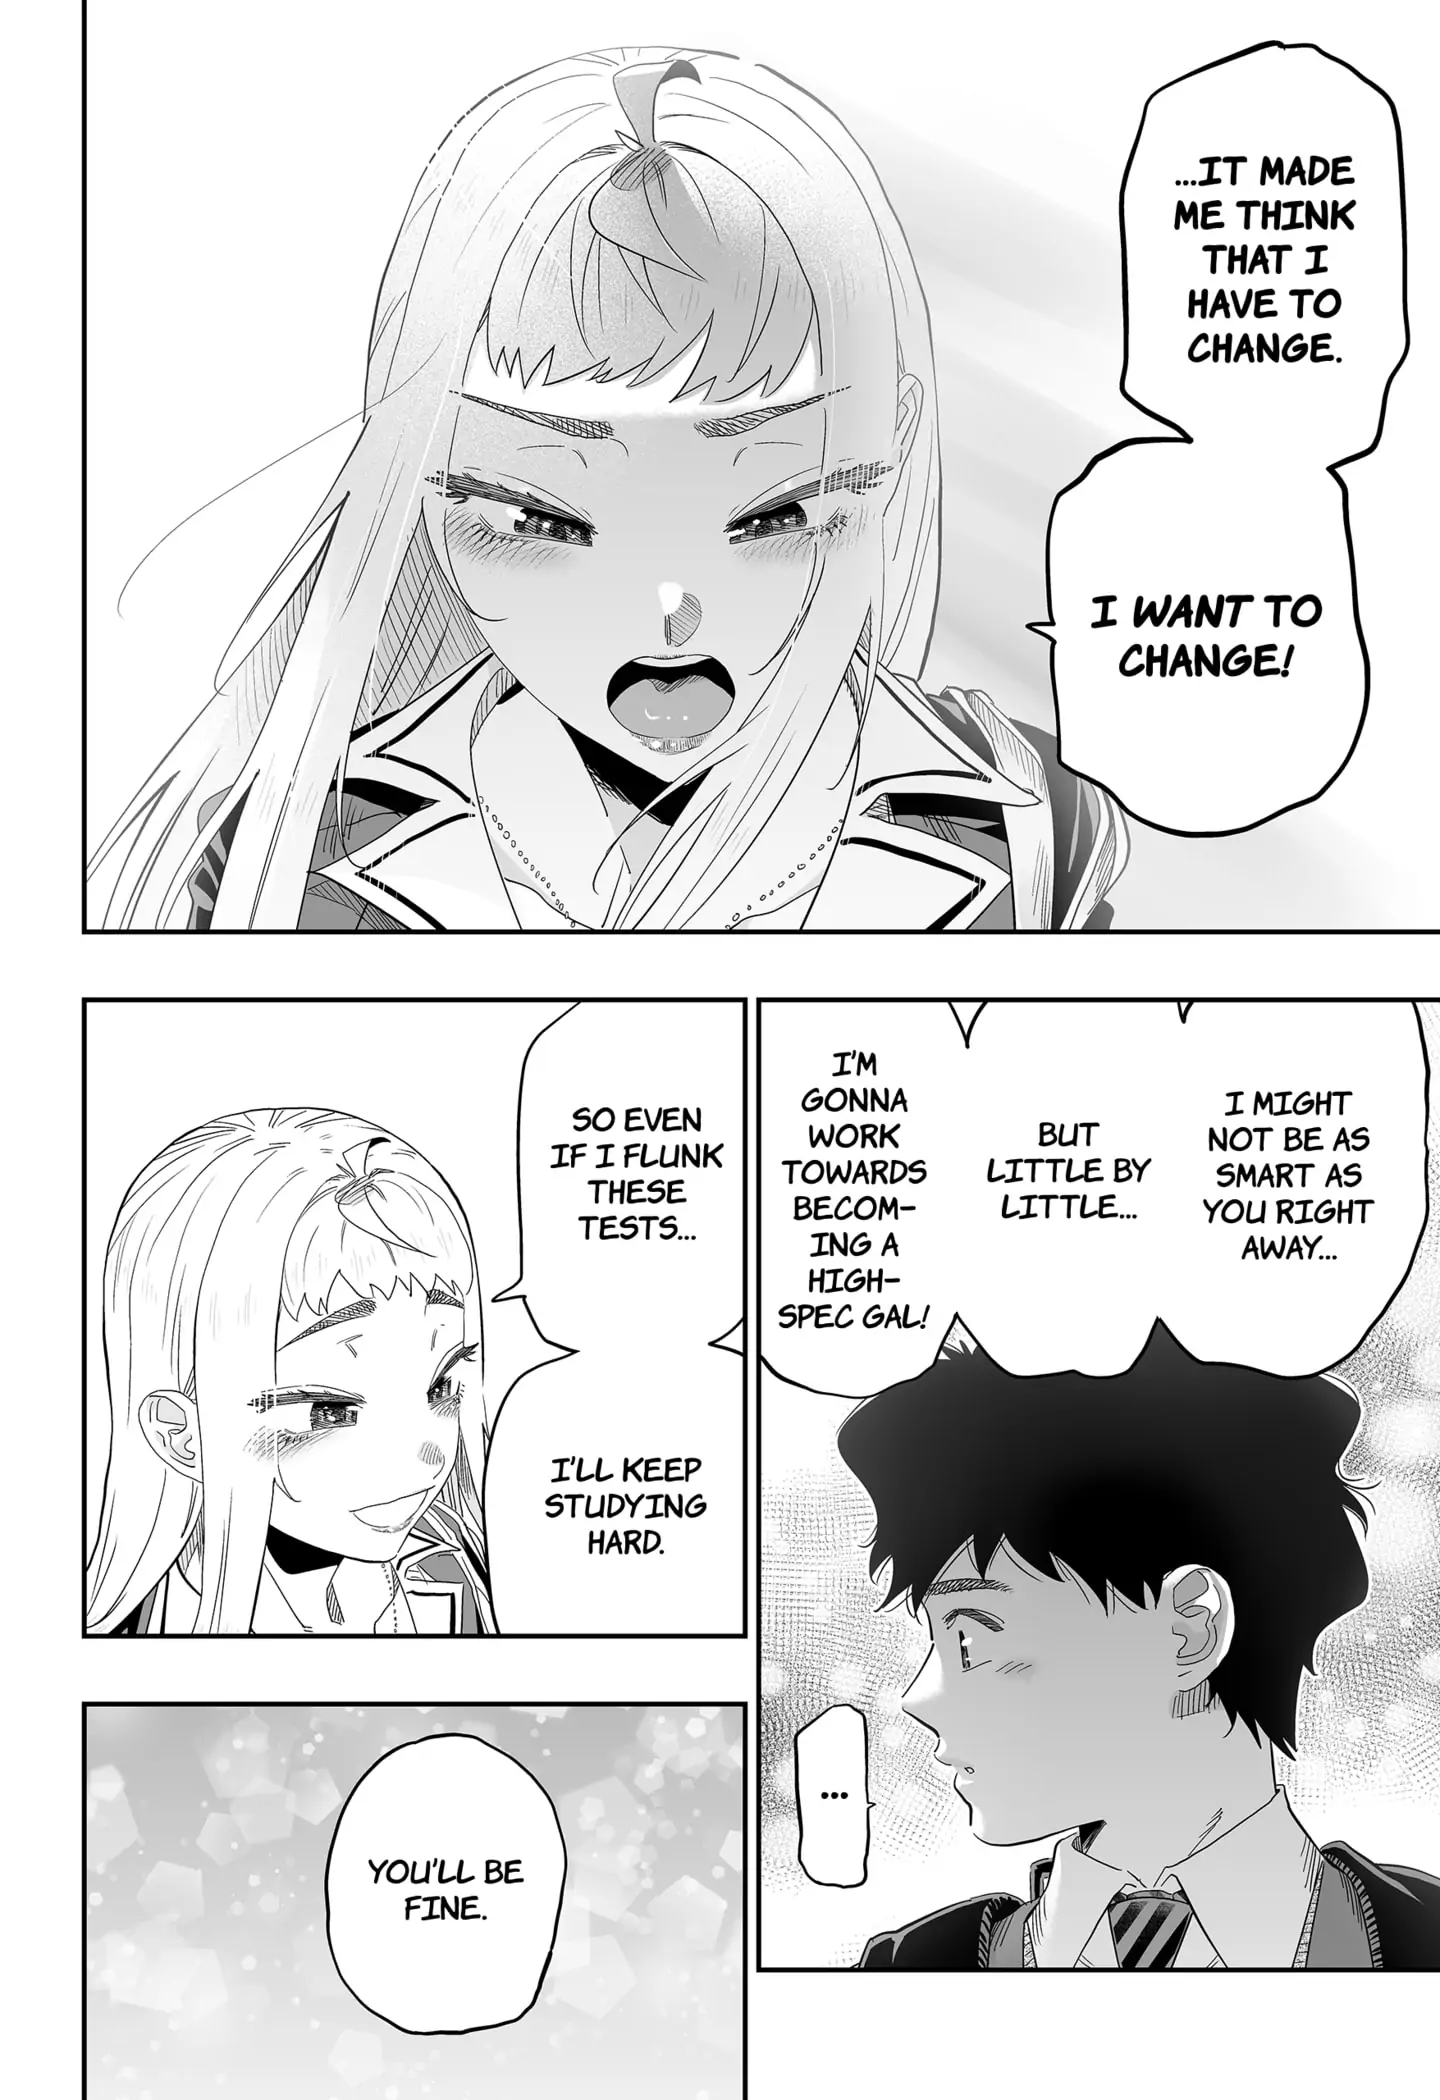 ...IT MADE
ME THINK
THAT I
HAVE TO
CHANGE.
I WANT TO
CHANGE!
I MIGHT
NOT BE AS
SMART AS
YOU RIGHT
AWAY...
BUT
LITTLE BY
LITTLE...
I'M
GONNA
WORK
TOWARDS
BECOM-
ING A
HIGH-
SPEC GAL!
...
SO EVEN
IF I FLUNK
THESE
TESTS...
I'LL KEEP
STUDYING
HARD.
YOU'LL BE
FINE.